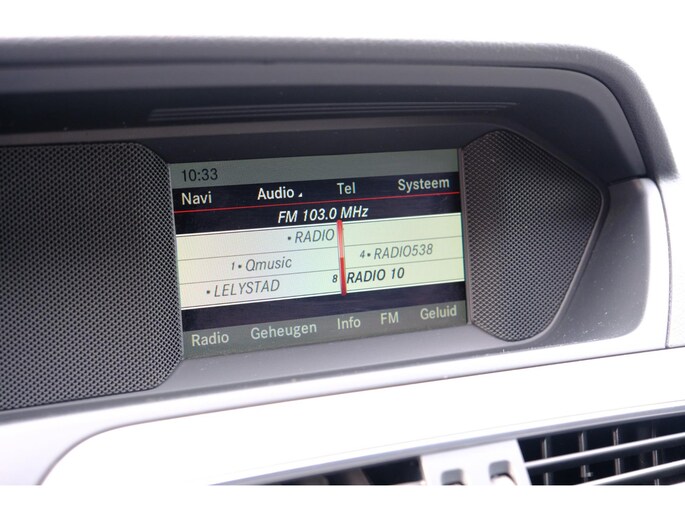 10:33
Navi Audio Tel Systeem
FM 103.0 MHz
• RADIO
1 • Qmusic 4 • RADIO538
• LELYSTAD 8 RADIO 10
Radio Geheugen Info FM Geluid